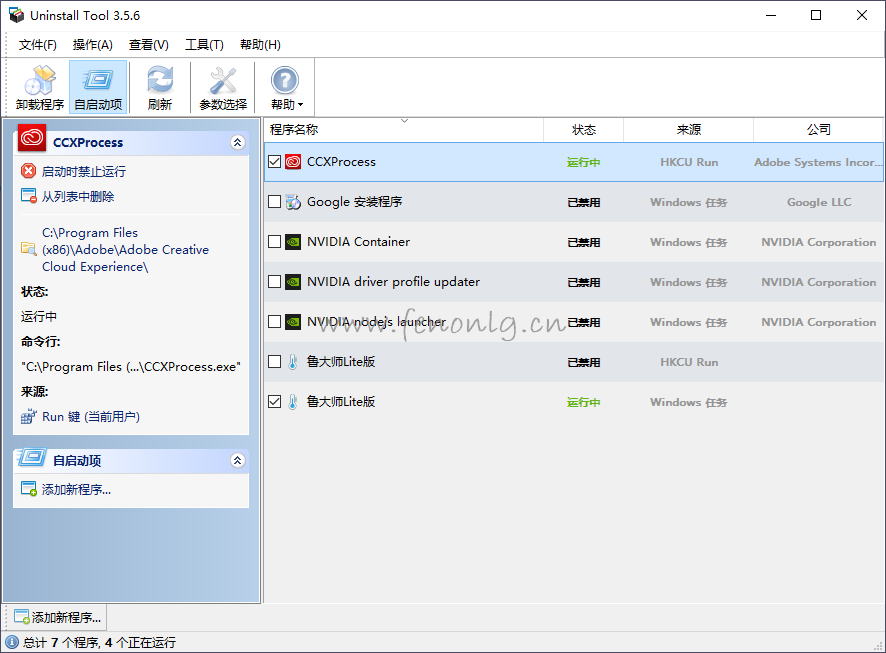 Uninstall Tool 3.5.6
文件(F) 操作(A) 查看(V) 工具(T) 帮助(H)
卸载程序 自启动项 刷新 参数选择 帮助
CCXProcess
启动时禁止运行
从列表中删除
C:\Program Files
(x86)\Adobe\Adobe Creative
Cloud Experience\
状态:
运行中
命令行:
"C:\Program Files (...\CCXProcess.exe"
来源:
Run 键 (当前用户)
自启动项
添加新程序...
程序名称 状态 来源 公司
CCXProcess 运行中 HKCU Run Adobe Systems Incor...
Google 安装程序 已禁用 Windows 任务 Google LLC
NVIDIA Container 已禁用 Windows 任务 NVIDIA Corporation
NVIDIA driver profile updater 已禁用 Windows 任务 NVIDIA Corporation
NVIDIA nodejs launcher 已禁用 Windows 任务 NVIDIA Corporation
www.fenonlg.cn
鲁大师Lite版 已禁用 HKCU Run
鲁大师Lite版 运行中 Windows 任务
添加新程序...
总计 7 个程序, 4 个正在运行